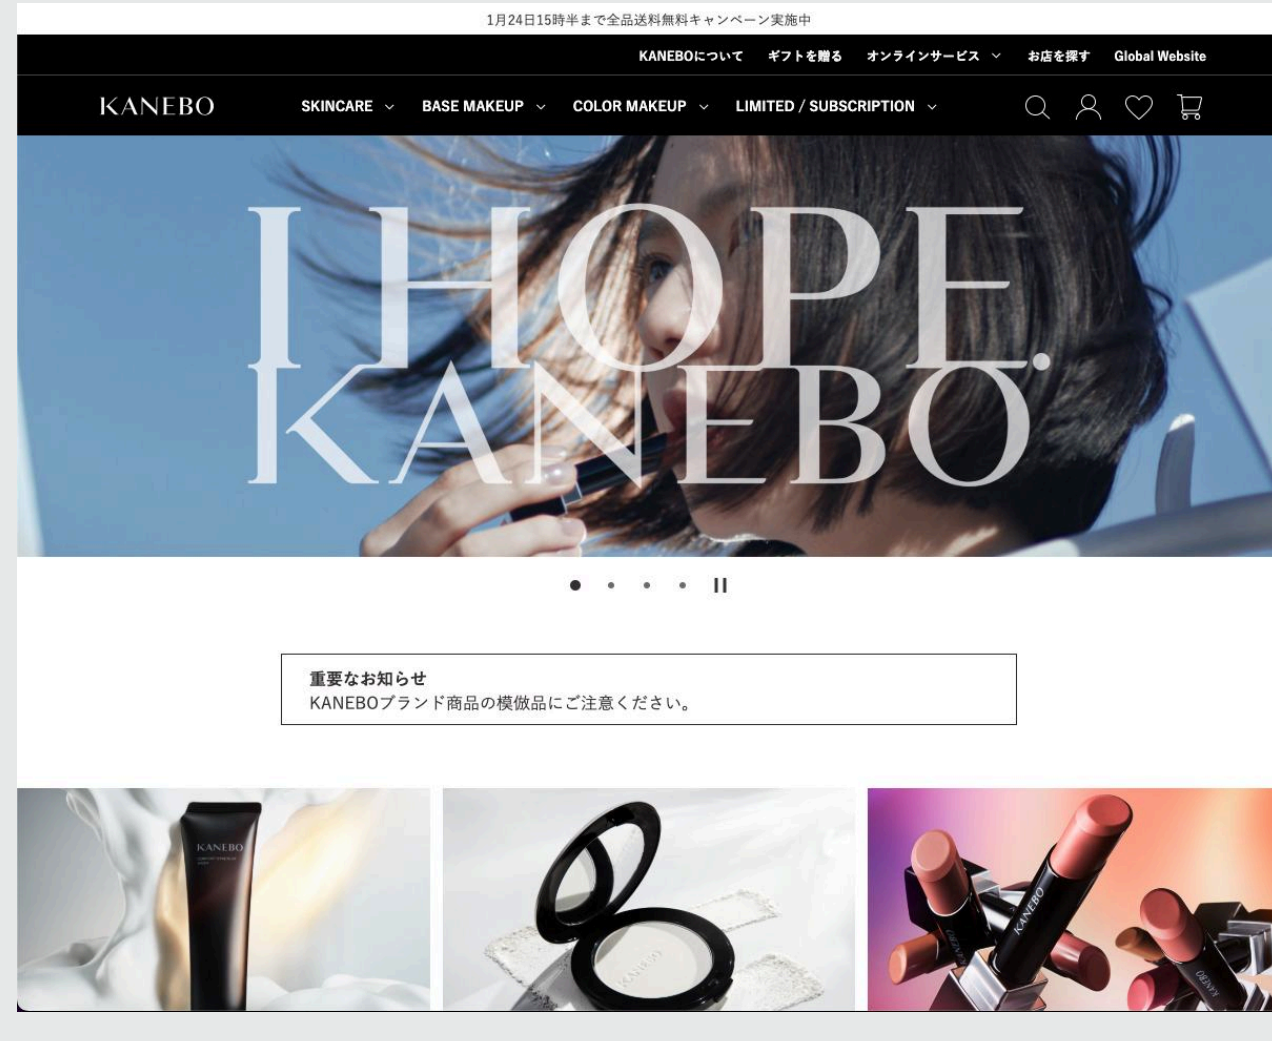 1月24日15時半まで全品送料無料キャンペーン実施中
KANEBOについて ギフトを贈る オンラインサービス お店を探す Global Website
KANEBO SKINCARE BASE MAKEUP COLOR MAKEUP LIMITED / SUBSCRIPTION
I HOPE.
KANEBO
重要なお知らせ
KANEBOブランド商品の模倣品にご注意ください。
KANEBO
KANEBO
KANEBO
KANEBO
KANEBO